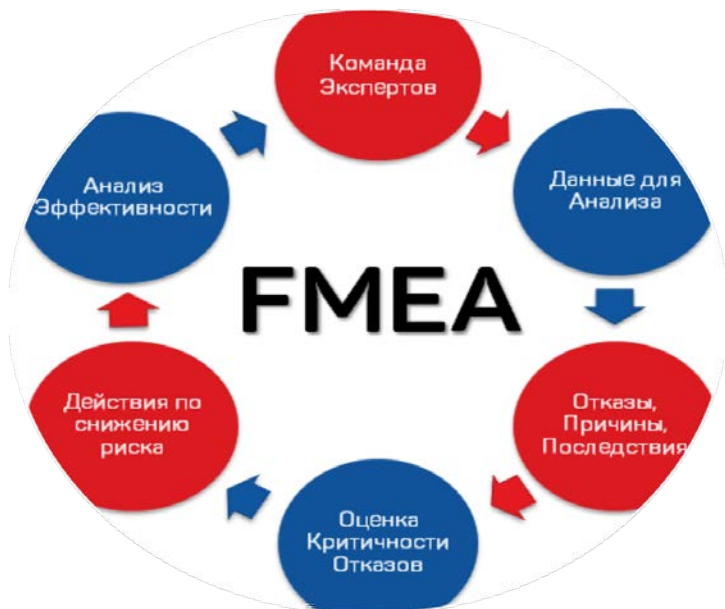 Команда
Экспертов
Данные для
Анализа
Отказы,
Причины,
Последствия
Оценка
Критичности
Отказов
Действия по
снижению
риска
Анализ
Эффективности
FMEA